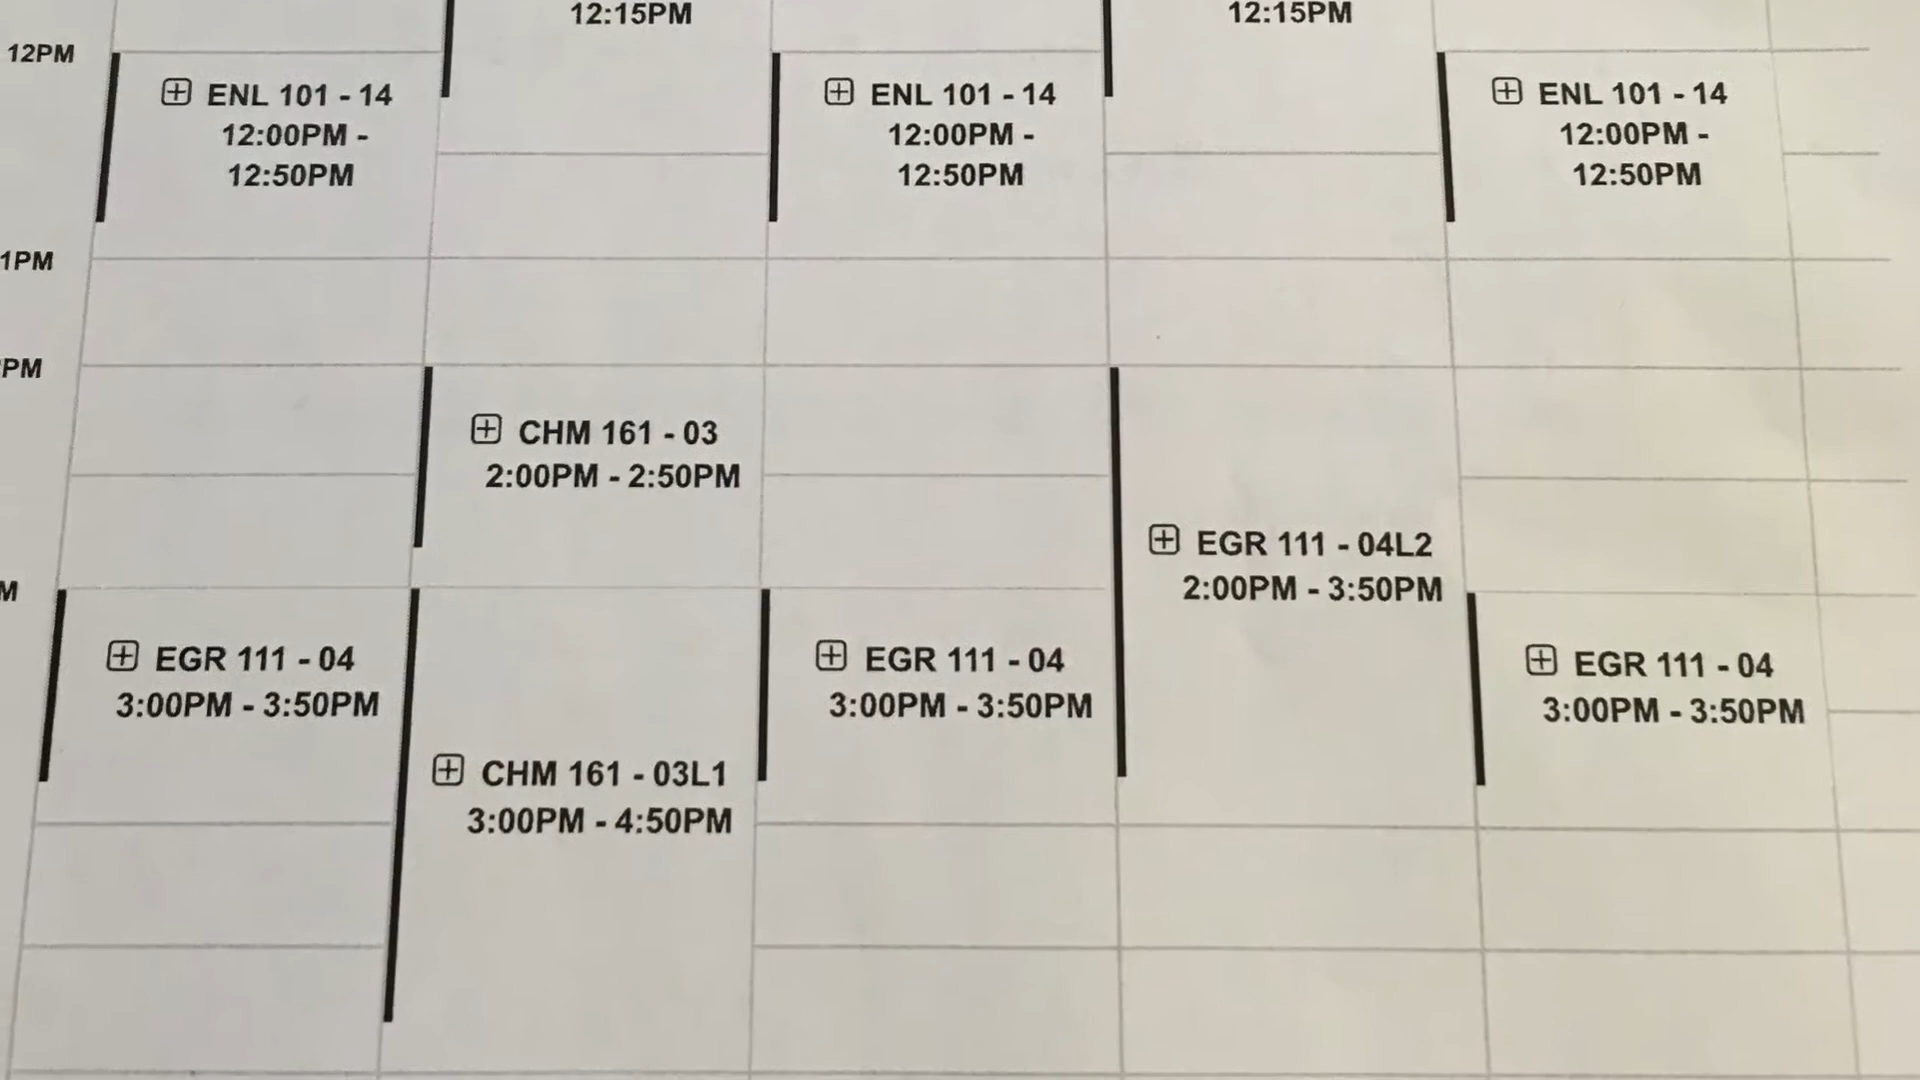 12:15PM
12:15PM
12PM
ENL 101 - 14
12:00PM -
12:50PM
ENL 101 - 14
12:00PM -
12:50PM
ENL 101 - 14
12:00PM -
12:50PM
1PM
PM
CHM 161 - 03
2:00PM - 2:50PM
EGR 111 - 04L2
2:00PM - 3:50PM
M
EGR 111 - 04
3:00PM - 3:50PM
CHM 161 - 03L1
3:00PM - 4:50PM
EGR 111 - 04
3:00PM - 3:50PM
EGR 111 - 04
3:00PM - 3:50PM